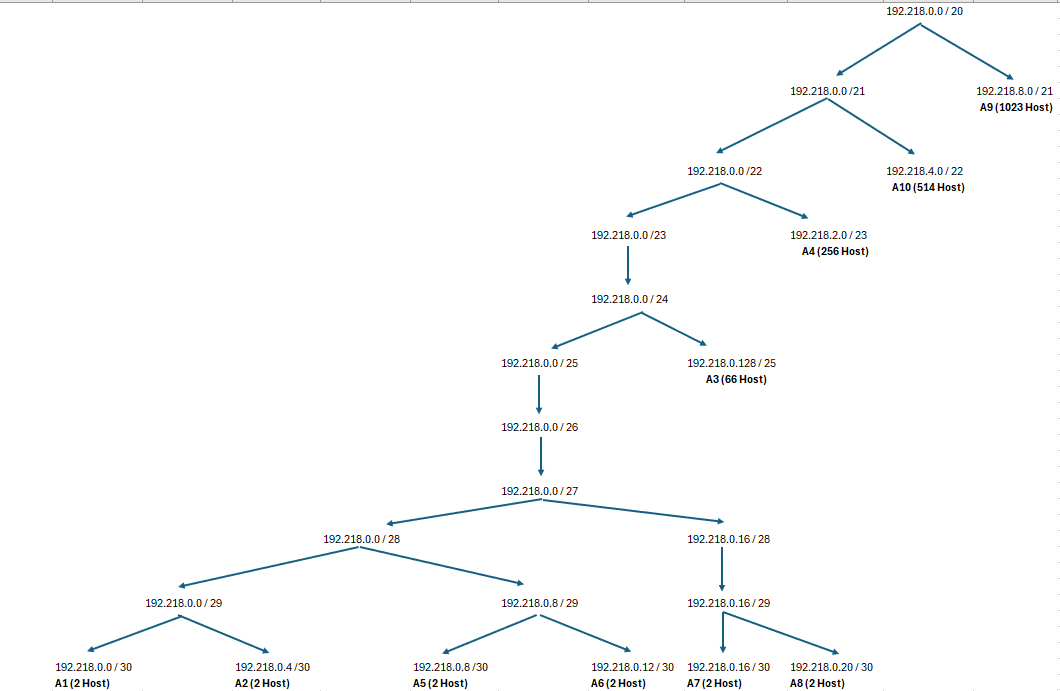 192.218.0.0 / 20
192.218.0.0 /21
192.218.8.0 / 21
A9 (1023 Host)
192.218.0.0 /22
192.218.4.0 / 22
A10 (514 Host)
192.218.0.0 /23
192.218.2.0 / 23
A4 (256 Host)
192.218.0.0 / 24
192.218.0.0 / 25
192.218.0.128 / 25
A3 (66 Host)
192.218.0.0 / 26
192.218.0.0 / 27
192.218.0.0 / 28
192.218.0.16 / 28
192.218.0.0 / 29
192.218.0.8 / 29
192.218.0.16 / 29
192.218.0.0 / 30
A1 (2 Host)
192.218.0.4 /30
A2 (2 Host)
192.218.0.8 /30
A5 (2 Host)
192.218.0.12 / 30
A6 (2 Host)
192.218.0.16 / 30
A7 (2 Host)
192.218.0.20 / 30
A8 (2 Host)